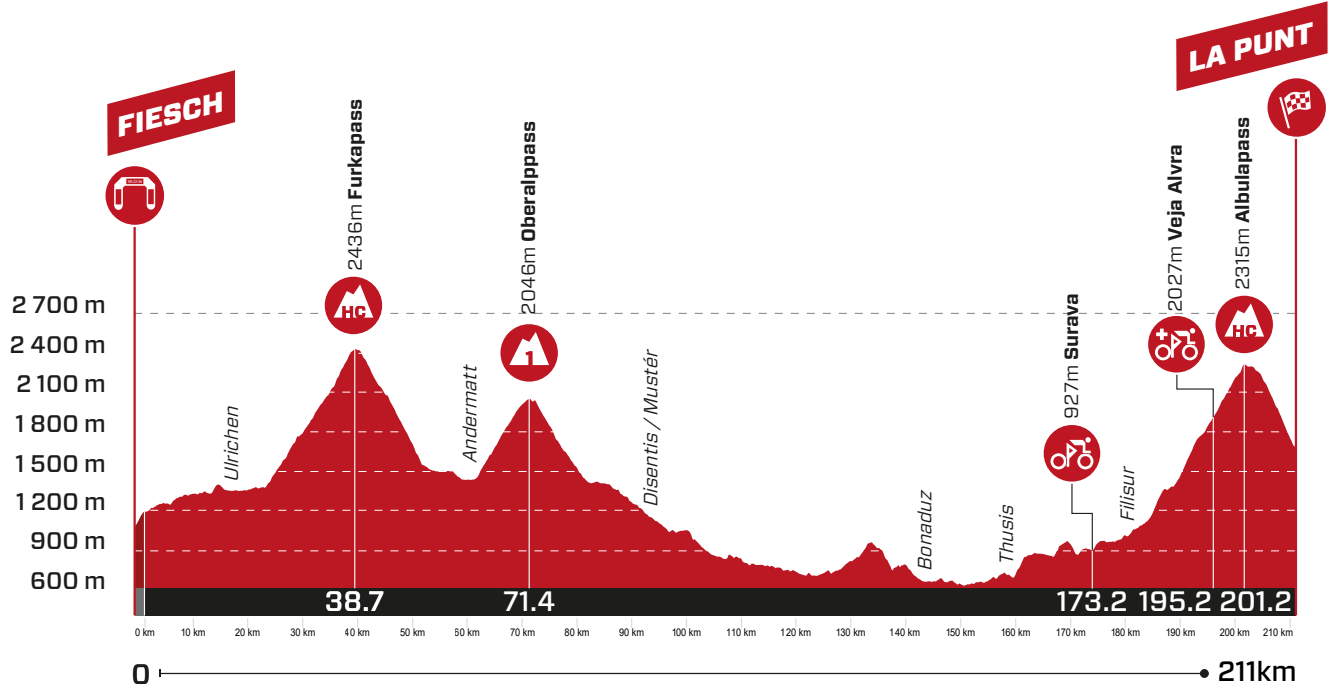 FIESCH
LA PUNT
2436m Furkapass
HC
2046m Oberalppass
1
927m Surava
2027m Veja Alvra
2315m Albulapass
HC
2 700 m
2 400 m
2 100 m
1 800 m
1 500 m
1 200 m
900 m
600 m
Ulrichen
Andermatt
Disentis / Mustér
Bonaduz
Thusis
Filisur
38.7 71.4 173.2 195.2 201.2
0 km 10 km 20 km 30 km 40 km 50 km 60 km 70 km 80 km 90 km 100 km 110 km 120 km 130 km 140 km 150 km 160 km 170 km 180 km 190 km 200 km 210 km
0 211km